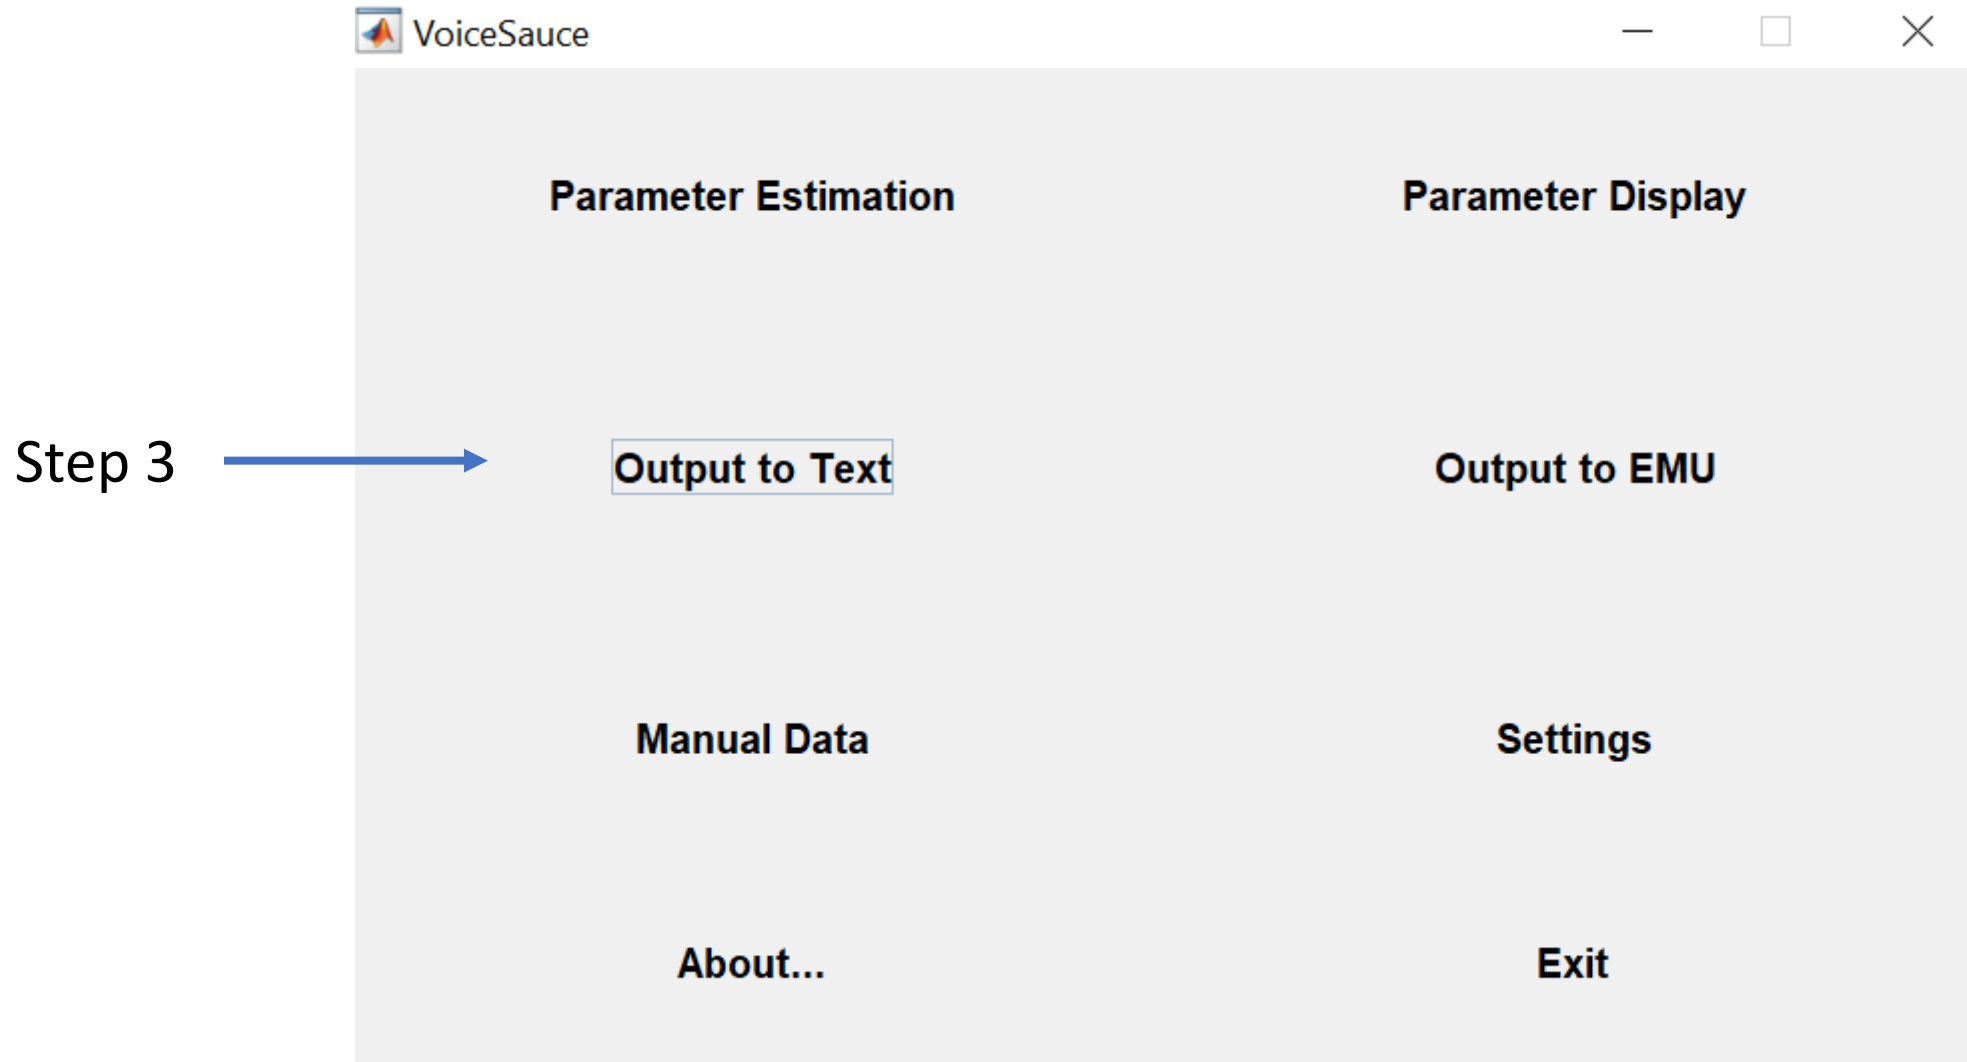 VoiceSauce
Parameter Estimation
Parameter Display
Step 3
Output to Text
Output to EMU
Manual Data
Settings
About...
Exit